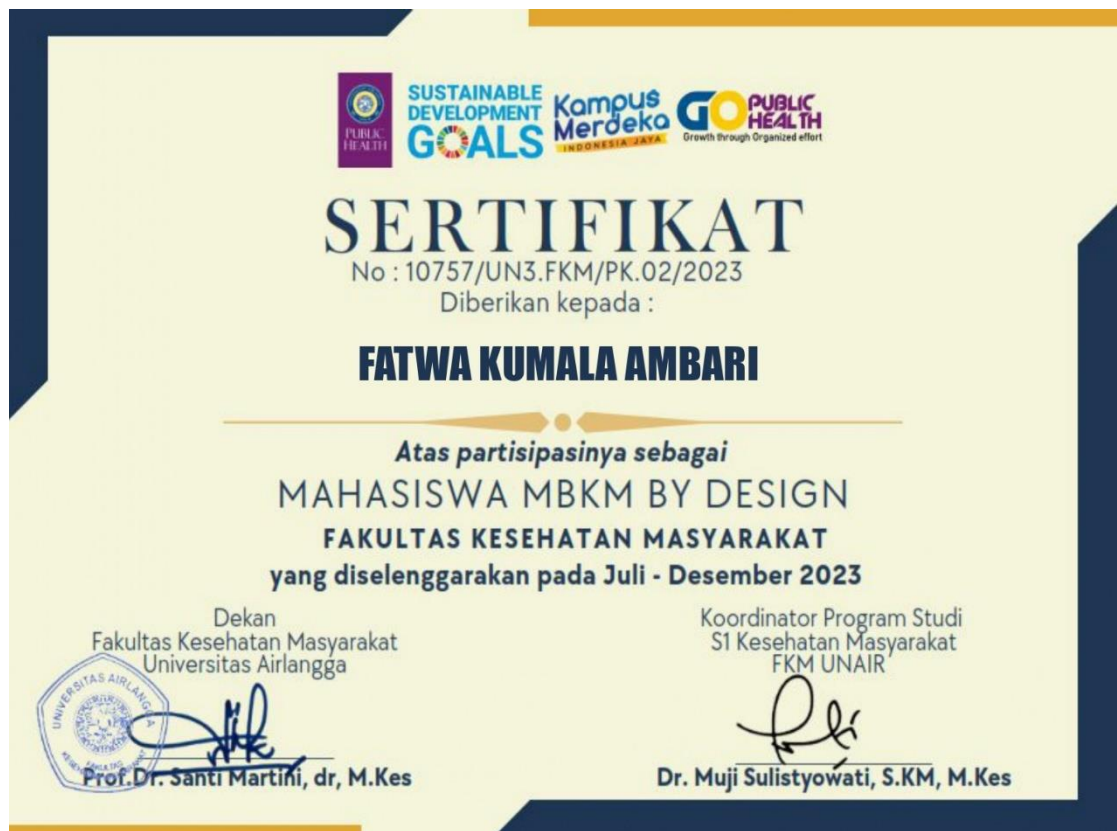 PUBLIC
HEALTH
SUSTAINABLE
DEVELOPMENT
GOALS
Kampus
Merdeka
INDONESIA JAYA
GO PUBLIC
HEALTH
Growth through Organized effort
SERTIFIKAT
No : 10757/UN3.FKM/PK.02/2023
Diberikan kepada :
FATWA KUMALA AMBARI
Atas partisipasinya sebagai
MAHASISWA MBKM BY DESIGN
FAKULTAS KESEHATAN MASYARAKAT
yang diselenggarakan pada Juli - Desember 2023
Dekan
Fakultas Kesehatan Masyarakat
Universitas Airlangga
UNIVERSITAS AIRLANGGA
FAKULTAS
KESEHATAN MASYARAKAT
Prof.Dr. Santi Martini, dr, M.Kes
Koordinator Program Studi
S1 Kesehatan Masyarakat
FKM UNAIR
Dr. Muji Sulistyowati, S.KM, M.Kes